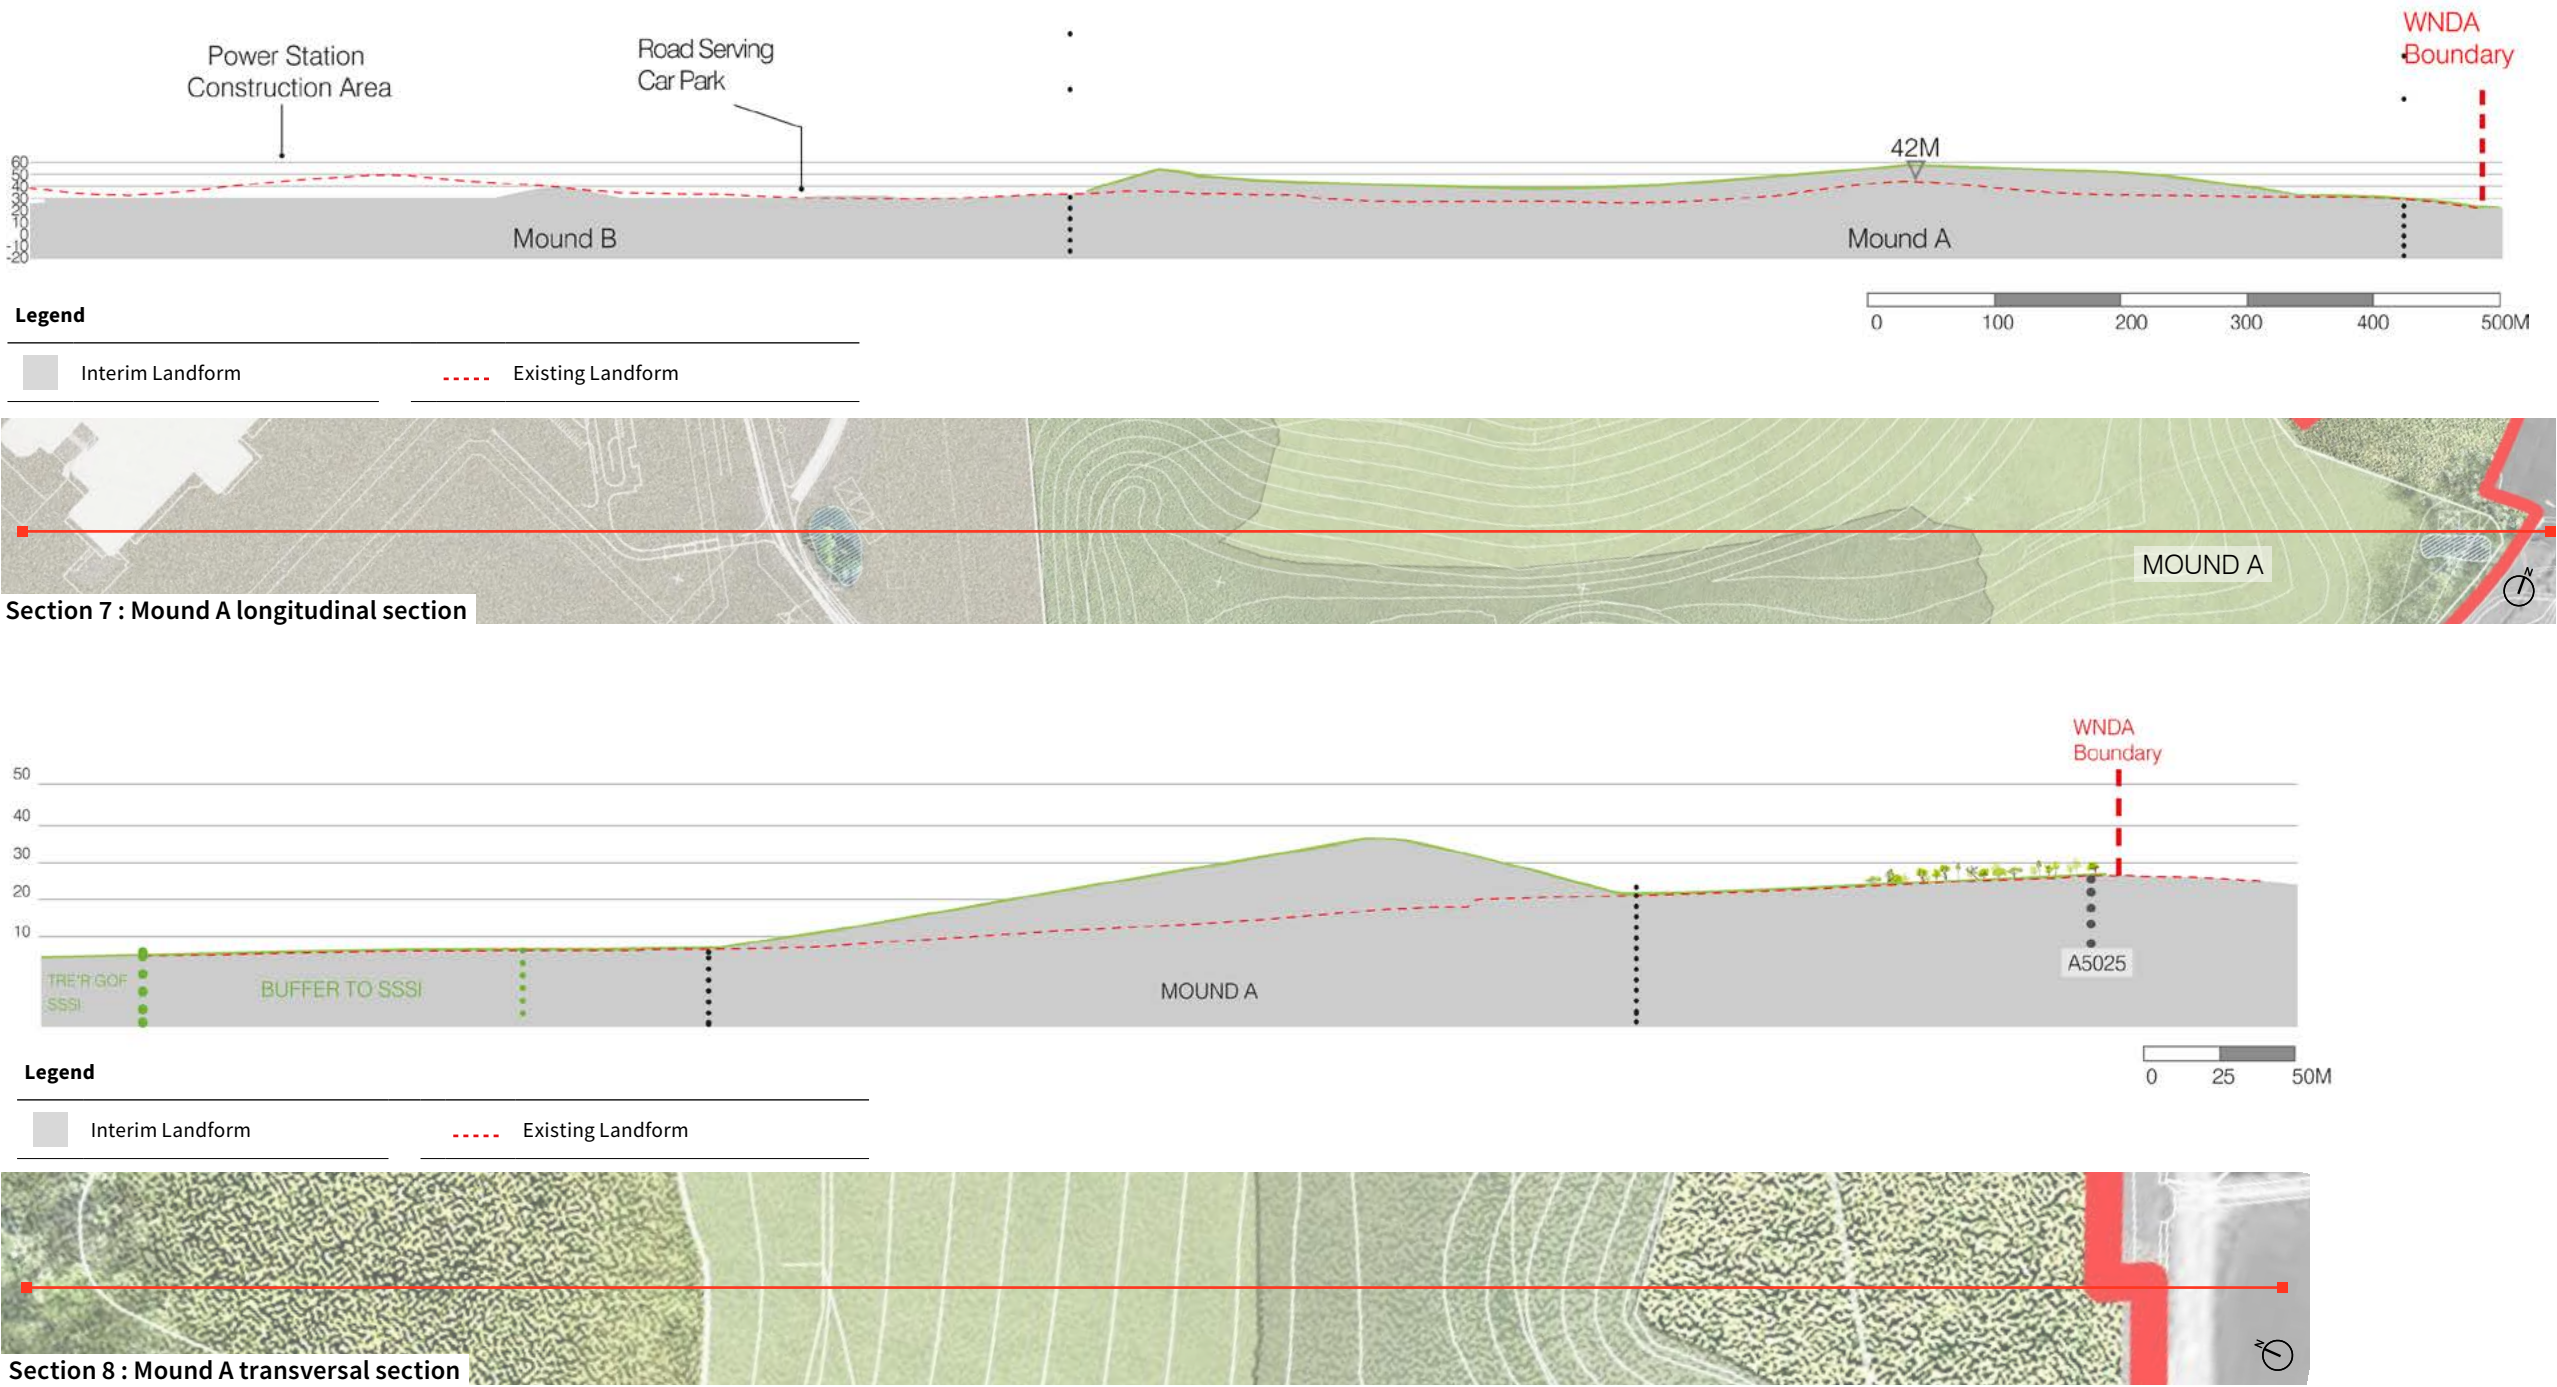 WNDA
Boundary
Power Station
Construction Area
Road Serving
Car Park
42M
60
50
40
30
20
10
0
-10
-20
Mound B
Mound A
0 100 200 300 400 500M
Legend
Interim Landform
Existing Landform
MOUND A
N
Section 7 : Mound A longitudinal section
WNDA
Boundary
50
40
30
20
10
TRE'R GOF
SSSI
BUFFER TO SSSI
MOUND A
A5025
0 25 50M
Legend
Interim Landform
Existing Landform
N
Section 8 : Mound A transversal section